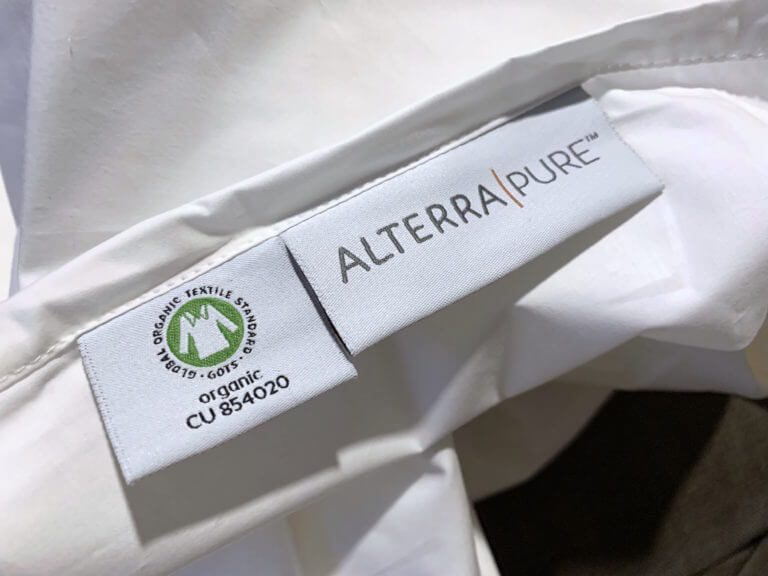 GLOBAL ORGANIC TEXTILE STANDARD · GOTS ·
organic
CU 854020
ALTERRA|PURE™